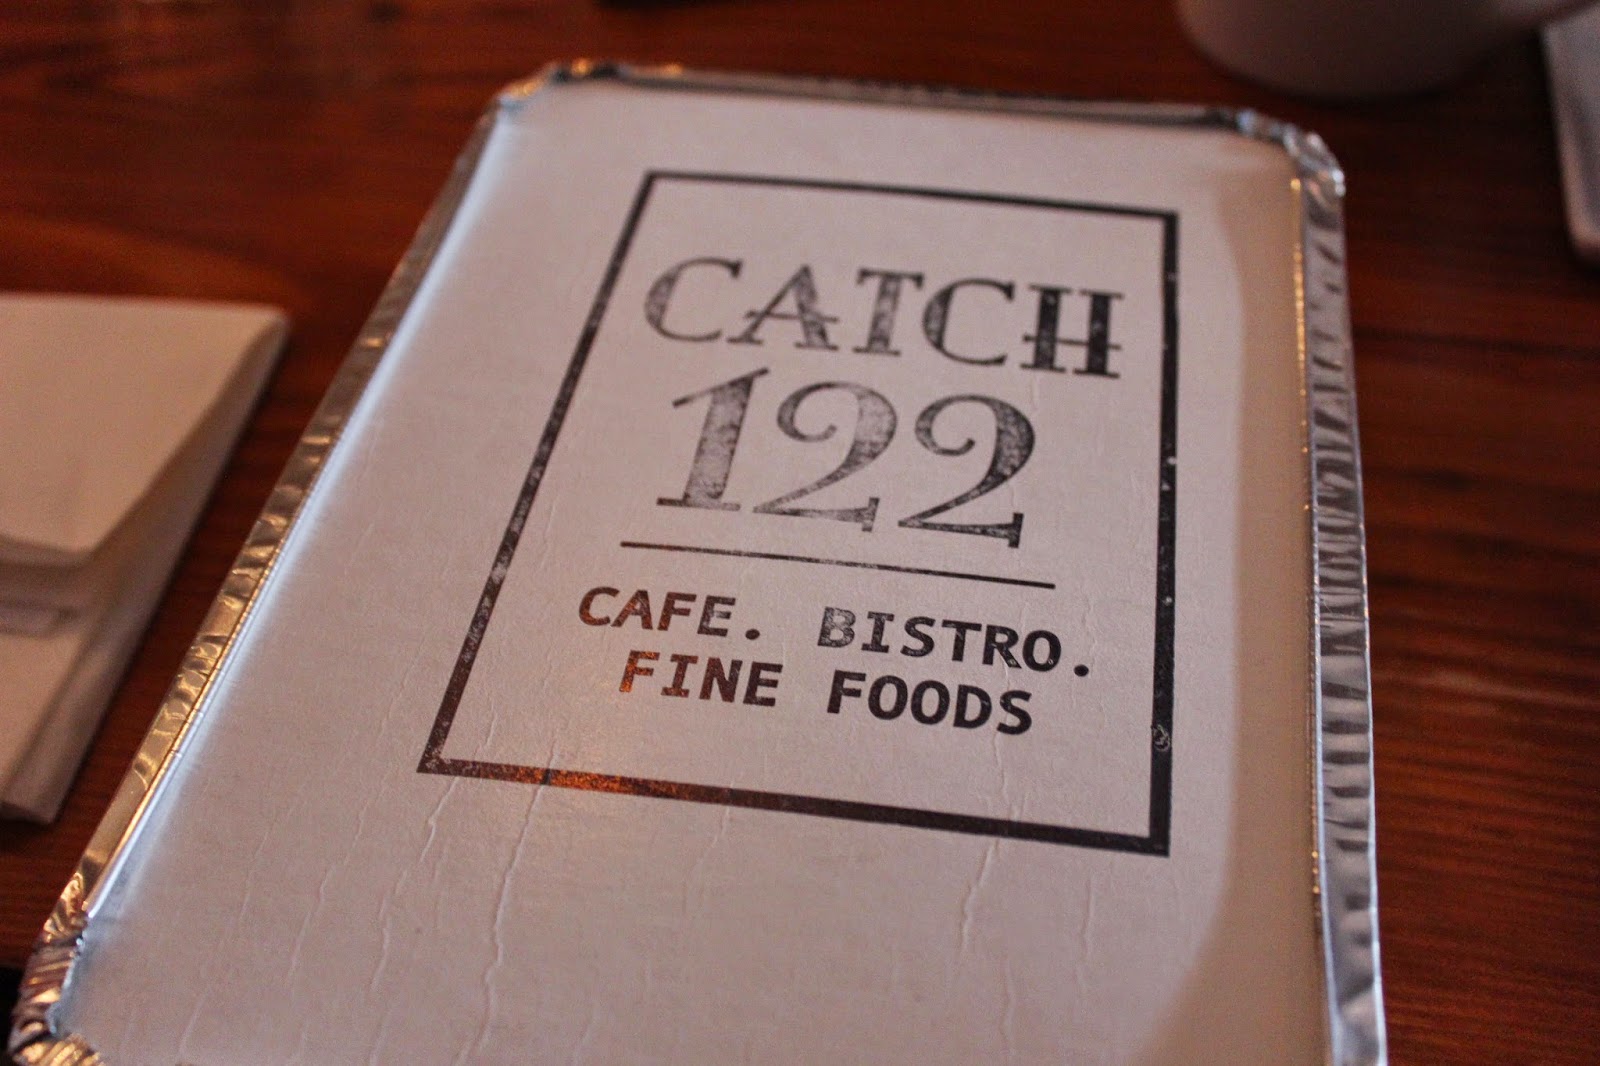 CATCH
122
CAFE. BISTRO.
FINE FOODS